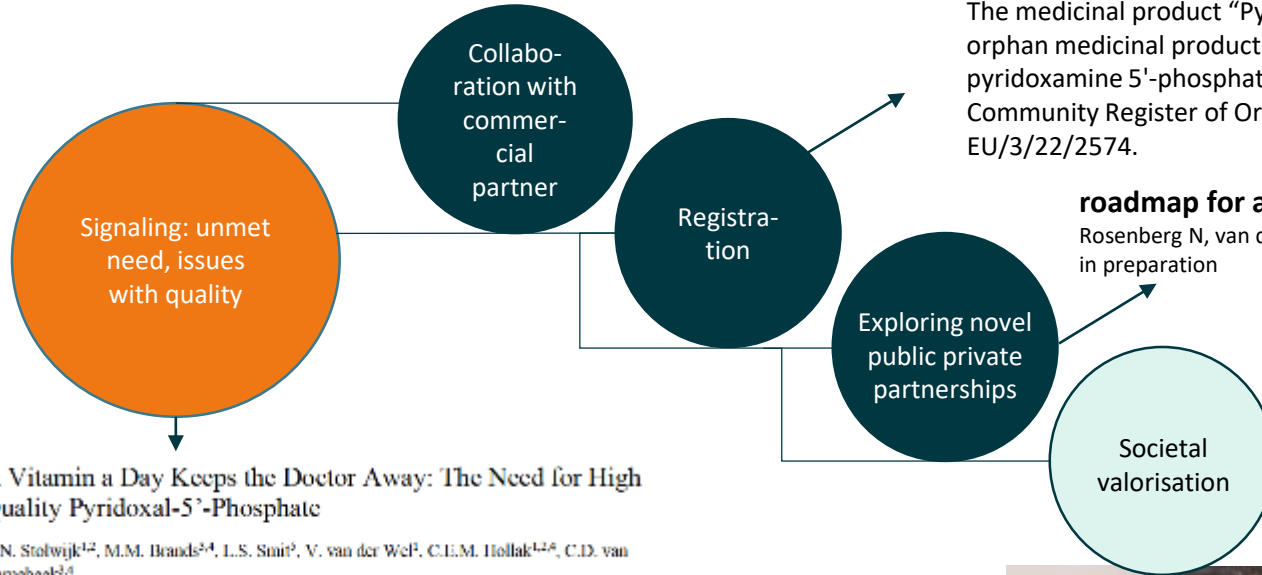 Collabo-
ration with
commer-
cial
partner
Signaling: unmet
need, issues
with quality
Registra-
tion
Exploring novel
public private
partnerships
Societal
valorisation
The medicinal product “Py
orphan medicinal product
pyridoxamine 5'-phosphat
Community Register of Or
EU/3/22/2574.
roadmap for a
Rosenberg N, van
in preparation
Vitamin a Day Keeps the Doctor Away: The Need for High
uality Pyridoxal-5’-Phosphate
N. Stolwijk1,2, M.M. Brands3,4, L.S. Smit5, V. van der Wel1, C.E.M. Hollak1,2,4, C.D. van